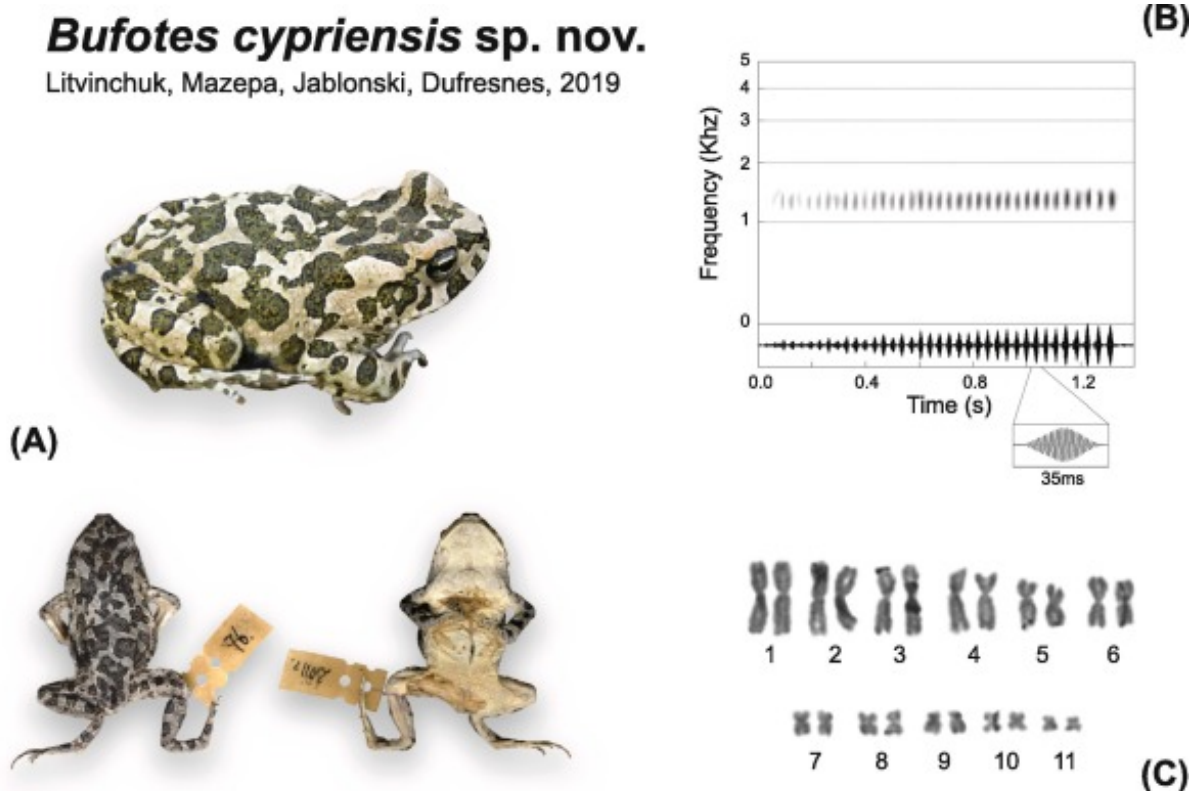 Bufotes cypriensis sp. nov.
Litvinchuk, Mazepa, Jablonski, Dufresnes, 2019
(A)
(B)
Frequency (Khz)
5
4
3
2
1
0
0.0 0.4 0.8 1.2
Time (s)
35ms
1 2 3 4 5 6
7 8 9 10 11
(C)